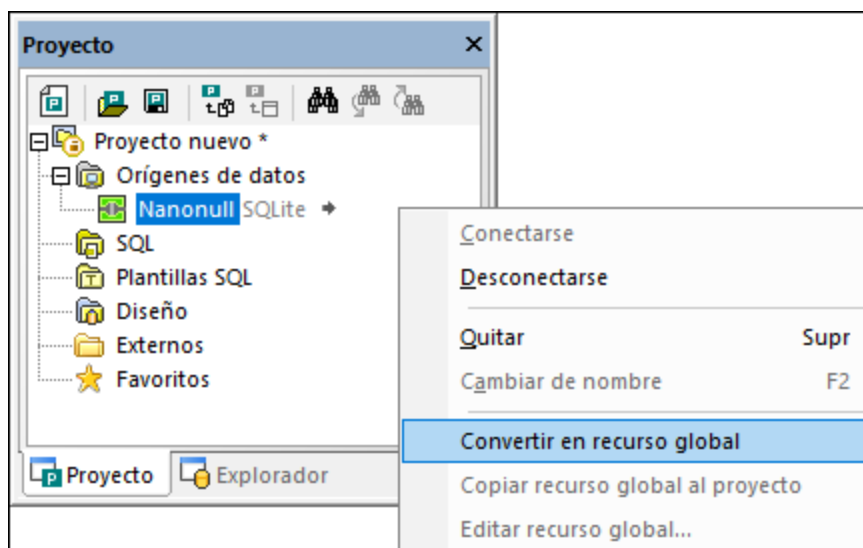 Proyecto
Proyecto nuevo *
Orígenes de datos
Nanonull SQLite
SQL
Plantillas SQL
Diseño
Externos
Favoritos
Proyecto Explorador
Conectarse
Desconectarse
Quitar Supr
Cambiar de nombre F2
Convertir en recurso global
Copiar recurso global al proyecto
Editar recurso global...